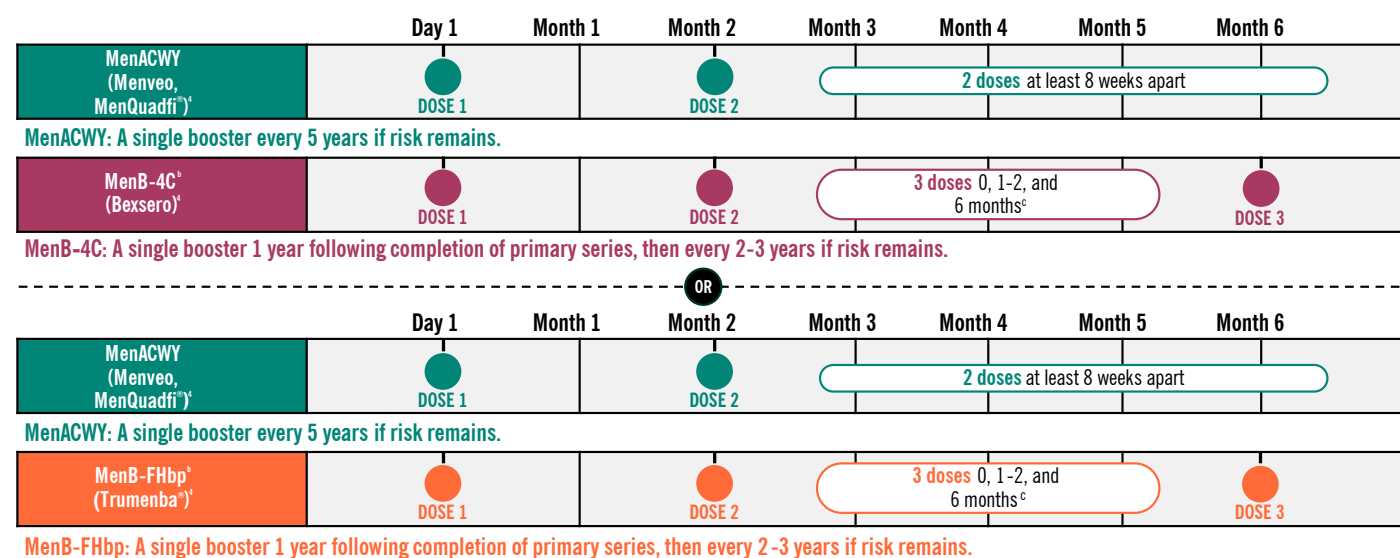 Day 1 Month 1 Month 2 Month 3 Month 4 Month 5 Month 6
MenACWY
(Menveo,
MenQuadfi®)⁴
DOSE 1
DOSE 2
2 doses at least 8 weeks apart
MenACWY: A single booster every 5 years if risk remains.
MenB-4Cᵇ
(Bexsero)⁴
DOSE 1
DOSE 2
3 doses 0, 1-2, and
6 monthsᶜ
DOSE 3
MenB-4C: A single booster 1 year following completion of primary series, then every 2-3 years if risk remains.
OR
Day 1 Month 1 Month 2 Month 3 Month 4 Month 5 Month 6
MenACWY
(Menveo,
MenQuadfi®)⁴
DOSE 1
DOSE 2
2 doses at least 8 weeks apart
MenACWY: A single booster every 5 years if risk remains.
MenB-FHbpᵇ
(Trumenba®)⁴
DOSE 1
DOSE 2
3 doses 0, 1-2, and
6 months ᶜ
DOSE 3
MenB-FHbp: A single booster 1 year following completion of primary series, then every 2-3 years if risk remains.